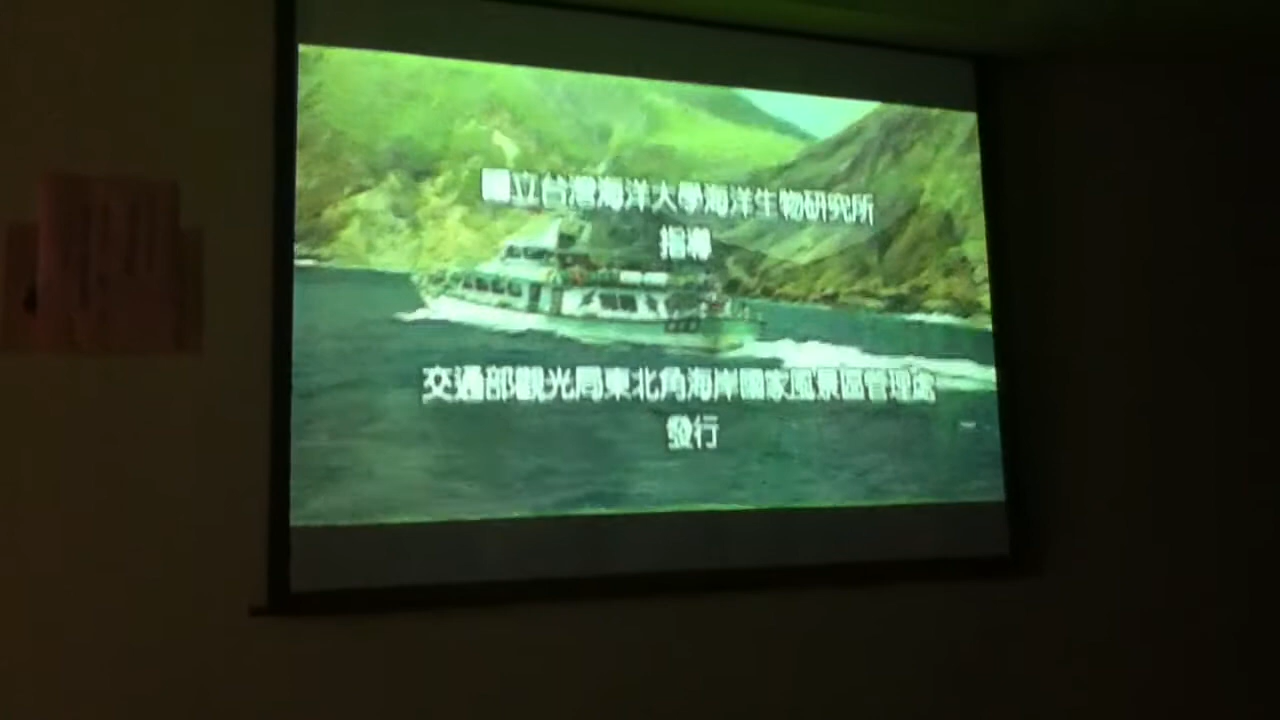 國立台灣海洋大學海洋生物研究所
指導
交通部觀光局東北角海岸國家風景區管理處
發行